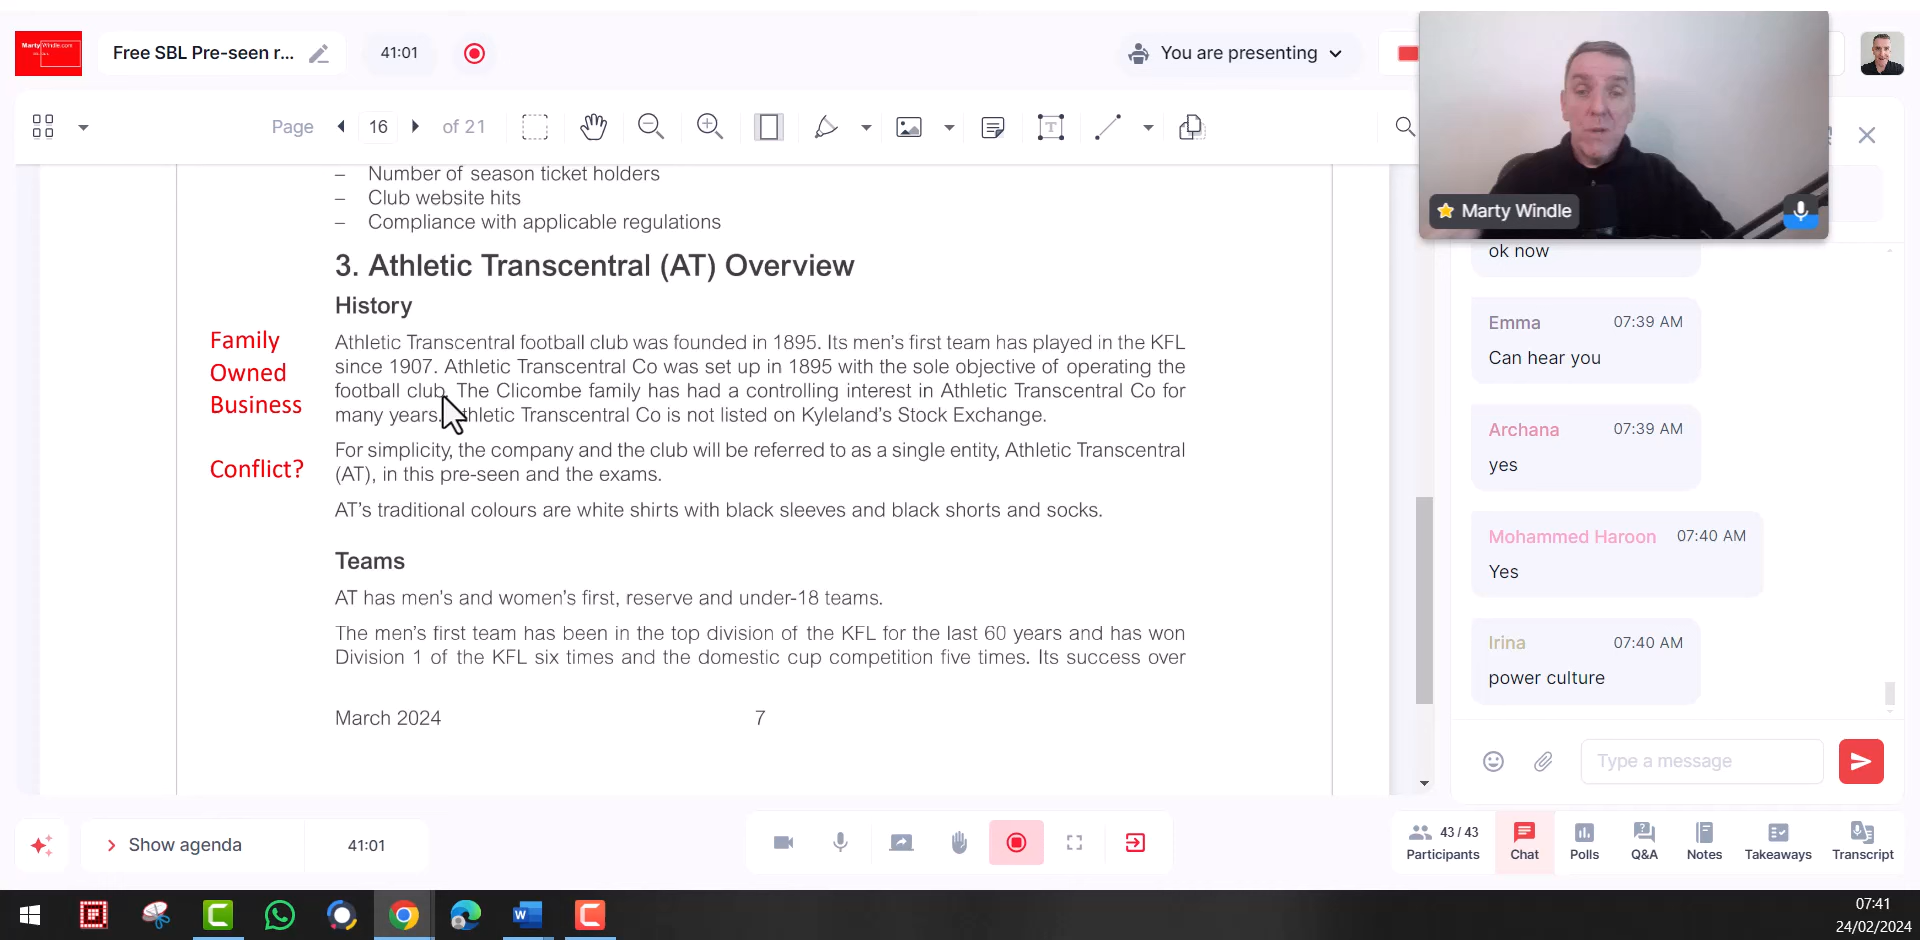 MartyWindle.com
Free SBL Pre-seen r...
41:01
You are presenting
Page 16 of 21
– Number of season ticket holders
– Club website hits
– Compliance with applicable regulations
3. Athletic Transcentral (AT) Overview
History
Family
Owned
Business
Conflict?
Athletic Transcentral football club was founded in 1895. Its men's first team has played in the KFL
since 1907. Athletic Transcentral Co was set up in 1895 with the sole objective of operating the
football club. The Clicombe family has had a controlling interest in Athletic Transcentral Co for
many years. Athletic Transcentral Co is not listed on Kyleland's Stock Exchange.
For simplicity, the company and the club will be referred to as a single entity, Athletic Transcentral
(AT), in this pre-seen and the exams.
AT's traditional colours are white shirts with black sleeves and black shorts and socks.
Teams
AT has men's and women's first, reserve and under-18 teams.
The men's first team has been in the top division of the KFL for the last 60 years and has won
Division 1 of the KFL six times and the domestic cup competition five times. Its success over
March 2024 7
Marty Windle
ok now
Emma 07:39 AM
Can hear you
Archana 07:39 AM
yes
Mohammed Haroon 07:40 AM
Yes
Irina 07:40 AM
power culture
Type a message
Show agenda
41:01
43 / 43
Participants
Chat
Polls
Q&A
Notes
Takeaways
Transcript
07:41
24/02/2024